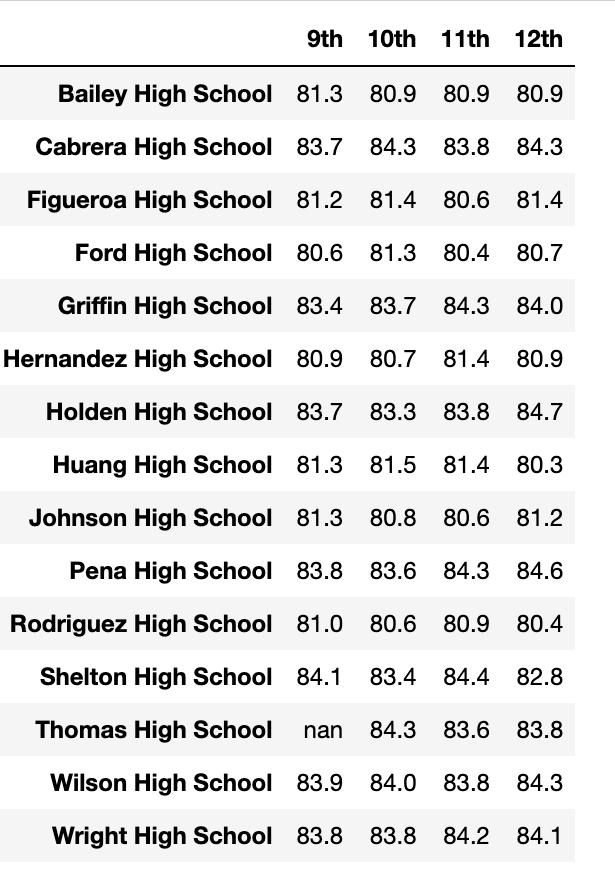 9th 10th 11th 12th
Bailey High School 81.3 80.9 80.9 80.9
Cabrera High School 83.7 84.3 83.8 84.3
Figueroa High School 81.2 81.4 80.6 81.4
Ford High School 80.6 81.3 80.4 80.7
Griffin High School 83.4 83.7 84.3 84.0
Hernandez High School 80.9 80.7 81.4 80.9
Holden High School 83.7 83.3 83.8 84.7
Huang High School 81.3 81.5 81.4 80.3
Johnson High School 81.3 80.8 80.6 81.2
Pena High School 83.8 83.6 84.3 84.6
Rodriguez High School 81.0 80.6 80.9 80.4
Shelton High School 84.1 83.4 84.4 82.8
Thomas High School nan 84.3 83.6 83.8
Wilson High School 83.9 84.0 83.8 84.3
Wright High School 83.8 83.8 84.2 84.1